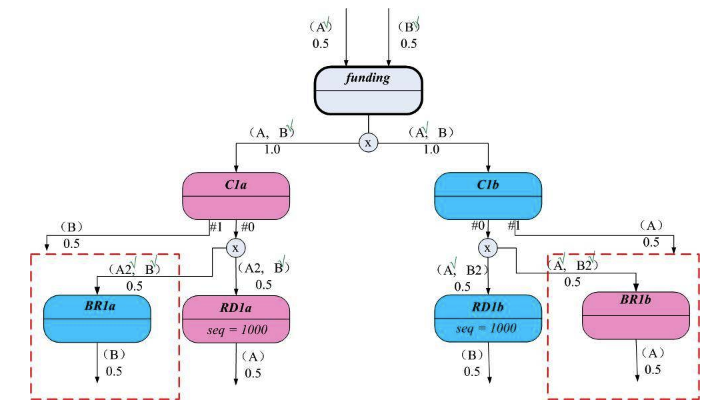 （A√） （B√）
0.5 0.5
funding
（A, B√） （A√, B）
1.0 1.0
x
C1a C1b
#1 #0 #0 #1
（B） （A）
0.5 0.5
x x
（A2√, B√） （A2, B√） （A√, B2） （A√, B2√）
0.5 0.5 0.5 0.5
BR1a RD1a RD1b BR1b
seq = 1000 seq = 1000
（B） （A） （B） （A）
0.5 0.5 0.5 0.5